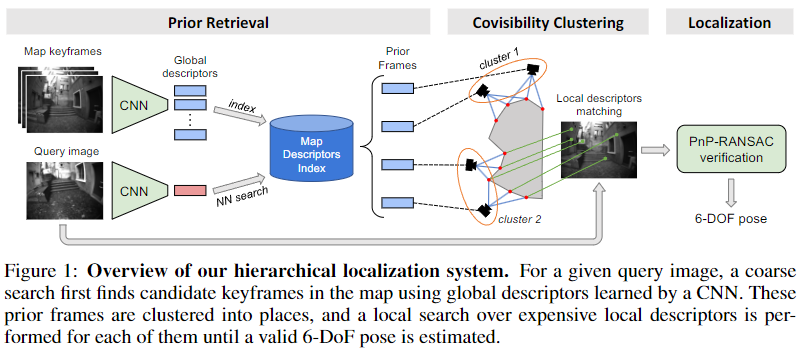 Prior Retrieval
Covisibility Clustering
Localization
Map keyframes
Global
descriptors
CNN
index
Query image
CNN
NN search
Map
Descriptors
Index
Prior
Frames
cluster 1
cluster 2
Local descriptors
matching
PnP-RANSAC
verification
6-DOF pose
Figure 1: Overview of our hierarchical localization system. For a given query image, a coarse
search first finds candidate keyframes in the map using global descriptors learned by a CNN. These
prior frames are clustered into places, and a local search over expensive local descriptors is per-
formed for each of them until a valid 6-DoF pose is estimated.